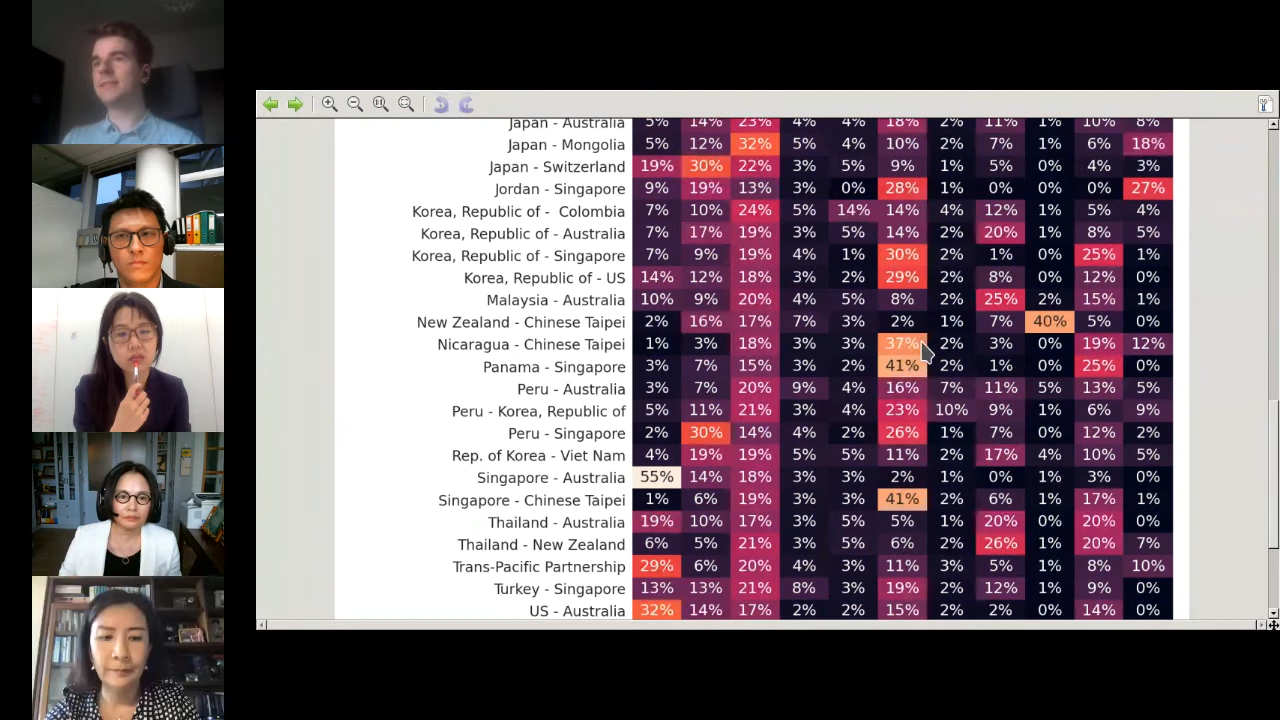 Japan - Australia 5% 14% 23% 4% 4% 18% 2% 11% 1% 10% 8%
Japan - Mongolia 5% 12% 32% 5% 4% 10% 2% 7% 1% 6% 18%
Japan - Switzerland 19% 30% 22% 3% 5% 9% 1% 5% 0% 4% 3%
Jordan - Singapore 9% 19% 13% 3% 0% 28% 1% 0% 0% 0% 27%
Korea, Republic of - Colombia 7% 10% 24% 5% 14% 14% 4% 12% 1% 5% 4%
Korea, Republic of - Australia 7% 17% 19% 3% 5% 14% 2% 20% 1% 8% 5%
Korea, Republic of - Singapore 7% 9% 19% 4% 1% 30% 2% 1% 0% 25% 1%
Korea, Republic of - US 14% 12% 18% 3% 2% 29% 2% 8% 0% 12% 0%
Malaysia - Australia 10% 9% 20% 4% 5% 8% 2% 25% 2% 15% 1%
New Zealand - Chinese Taipei 2% 16% 17% 7% 3% 2% 1% 7% 40% 5% 0%
Nicaragua - Chinese Taipei 1% 3% 18% 3% 3% 37% 2% 3% 0% 19% 12%
Panama - Singapore 3% 7% 15% 3% 2% 41% 2% 1% 0% 25% 0%
Peru - Australia 3% 7% 20% 9% 4% 16% 7% 11% 5% 13% 5%
Peru - Korea, Republic of 5% 11% 21% 3% 4% 23% 10% 9% 1% 6% 9%
Peru - Singapore 2% 30% 14% 4% 2% 26% 1% 7% 0% 12% 2%
Rep. of Korea - Viet Nam 4% 19% 19% 5% 5% 11% 2% 17% 4% 10% 5%
Singapore - Australia 55% 14% 18% 3% 3% 2% 1% 0% 1% 3% 0%
Singapore - Chinese Taipei 1% 6% 19% 3% 3% 41% 2% 6% 1% 17% 1%
Thailand - Australia 19% 10% 17% 3% 5% 5% 1% 20% 0% 20% 0%
Thailand - New Zealand 6% 5% 21% 3% 5% 6% 2% 26% 1% 20% 7%
Trans-Pacific Partnership 29% 6% 20% 4% 3% 11% 3% 5% 1% 8% 10%
Turkey - Singapore 13% 13% 21% 8% 3% 19% 2% 12% 1% 9% 0%
US - Australia 32% 14% 17% 2% 2% 15% 2% 2% 0% 14% 0%